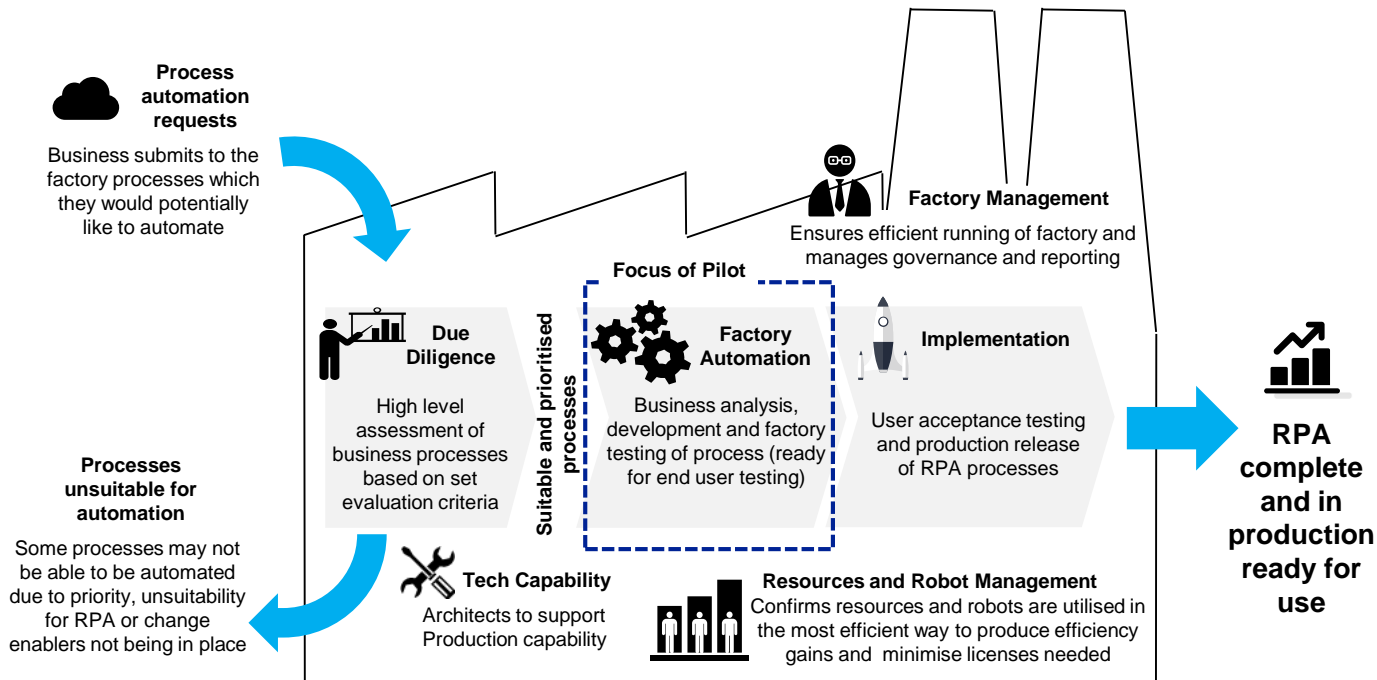 Process
automation
requests
Business submits to the
factory processes which
they would potentially
like to automate
Factory Management
Ensures efficient running of factory and
manages governance and reporting
Focus of Pilot
Due
Diligence
High level
assessment of
business processes
based on set
evaluation criteria
Suitable and prioritised
processes
Factory
Automation
Business analysis,
development and factory
testing of process (ready
for end user testing)
Implementation
User acceptance testing
and production release
of RPA processes
RPA
complete
and in
production
ready for
use
Processes
unsuitable for
automation
Some processes may not
be able to be automated
due to priority, unsuitability
for RPA or change
enablers not being in place
Tech Capability
Architects to support
Production capability
Resources and Robot Management
Confirms resources and robots are utilised in
the most efficient way to produce efficiency
gains and  minimise licenses needed